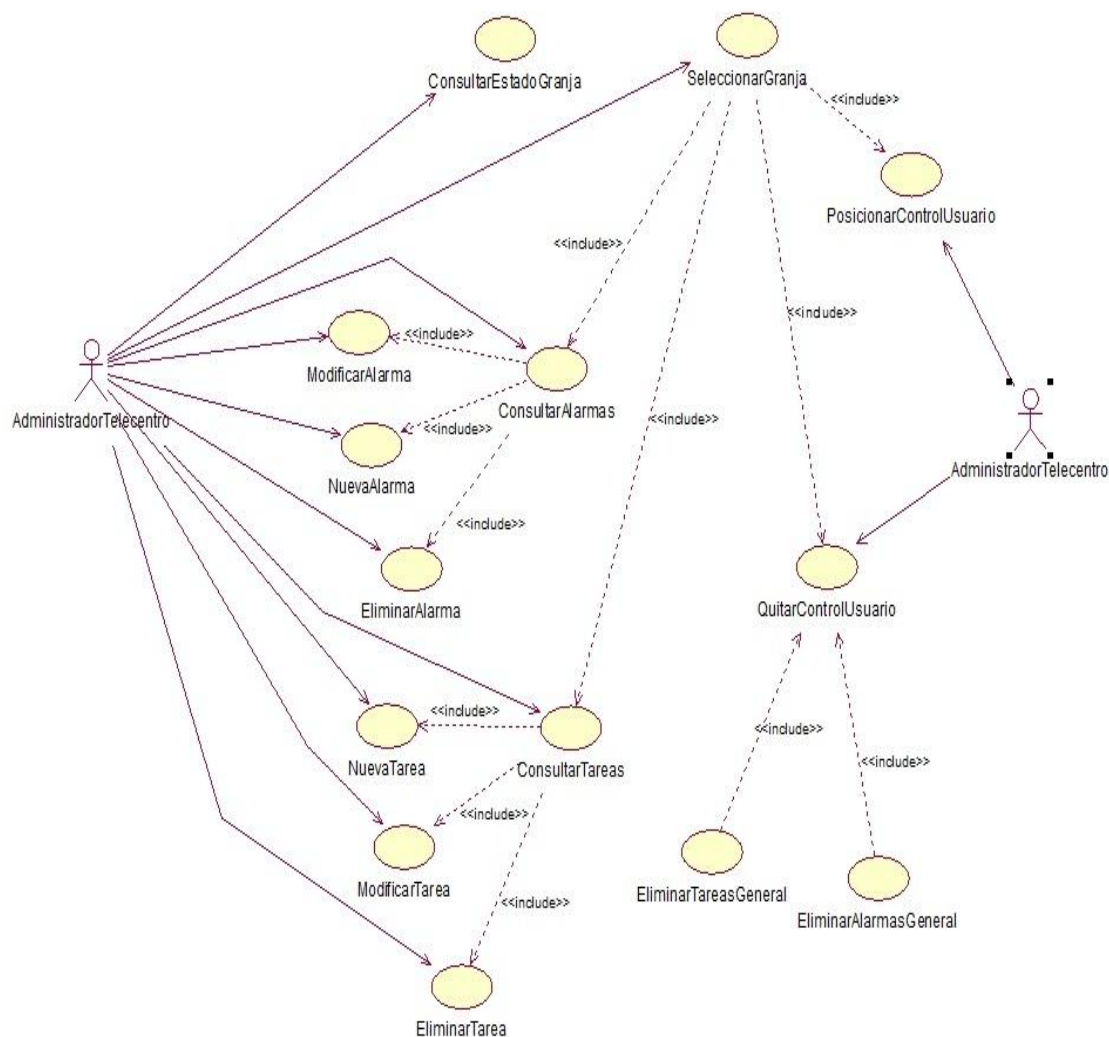 ConsultarEstadoGranja
SeleccionarGranja
<<include>>
PosicionarControlUsuario
<<include>>
<<include>>
<<include>>
ModificarAlarma
ConsultarAlarmas
AdministradorTelecentro
<<include>>
NuevaAlarma
AdministradorTelecentro
<<include>>
<<include>>
EliminarAlarma
QuitarControlUsuario
<<include>>
<<include>>
<<include>>
NuevaTarea
ConsultarTareas
<<include>>
ModificarTarea
EliminarTareasGeneral
<<include>>
EliminarAlarmasGeneral
EliminarTarea